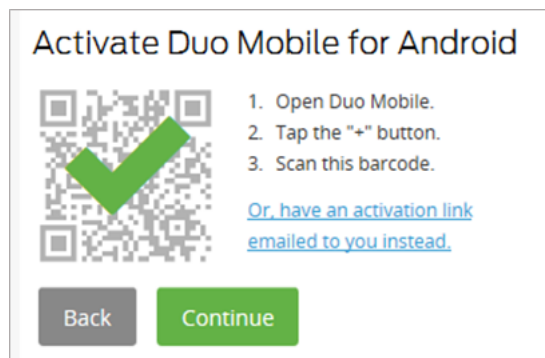 Activate Duo Mobile for Android
1. Open Duo Mobile.
2. Tap the "+" button.
3. Scan this barcode.
Or, have an activation link
emailed to you instead.
Back
Continue